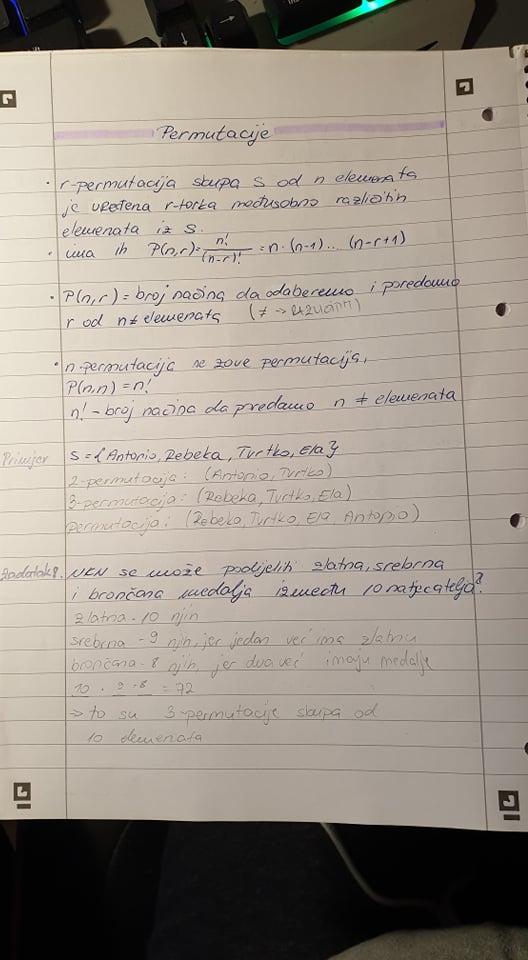 Permutacije
• r-permutacija skupa S od n elemenata
je uređena r-torka međusobno različitih
elemenata iz S.
• ima ih P(n,r)=n!/(n-r)! = n·(n-1)... (n-r+1)
• P(n,r) = broj načina da odaberemo i poredamo
r od n ≠ elemenata (≠ →
• n-permutacija se zove permutacija,
P(n,n) = n!
n! - broj načina da poredamo n ≠ elemenata
Primjer S = { Antonio, Rebeka, Tvrtko, Ela }
2-permutacija: (Antonio, Tvrtko)
3-permutacija: (Rebeka, Tvrtko, Ela)
permutacija: (Rebeka, Tvrtko, Ela, Antonio)
Zadatak 8. NKN se može podijeliti zlatna, srebrna
i brončana medalja između 10 natjecatelja?
zlatna - 10 njih
srebrna - 9 njih, jer jedan već ima zlatnu
brončana - 8 njih, jer dva već imaju medalje
10 · 9 · 8 = 72
⇒ to su 3-permutacije skupa od
10 elemenata